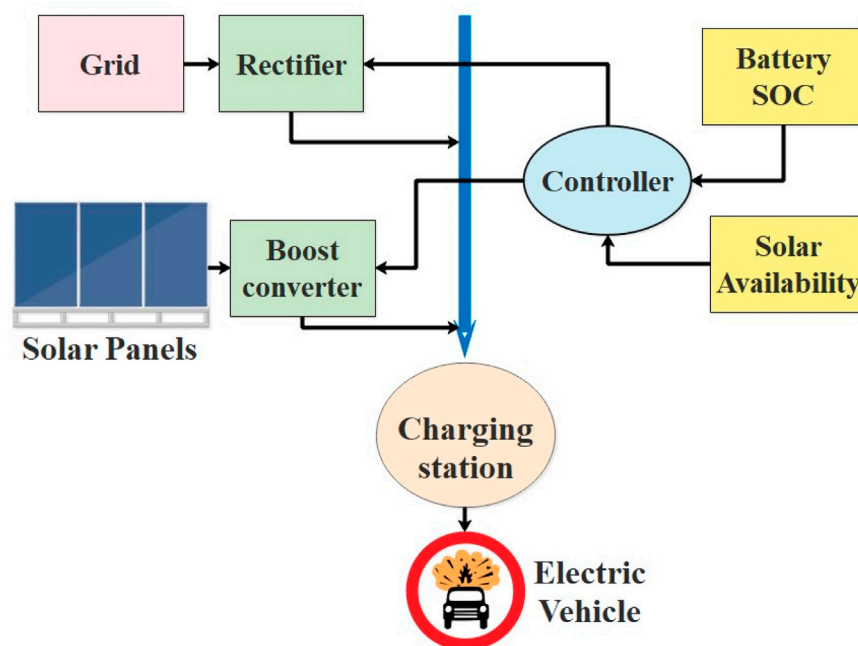 Grid
Rectifier
Battery
SOC
Controller
Boost
converter
Solar
Availability
Solar Panels
Charging
station
Electric
Vehicle